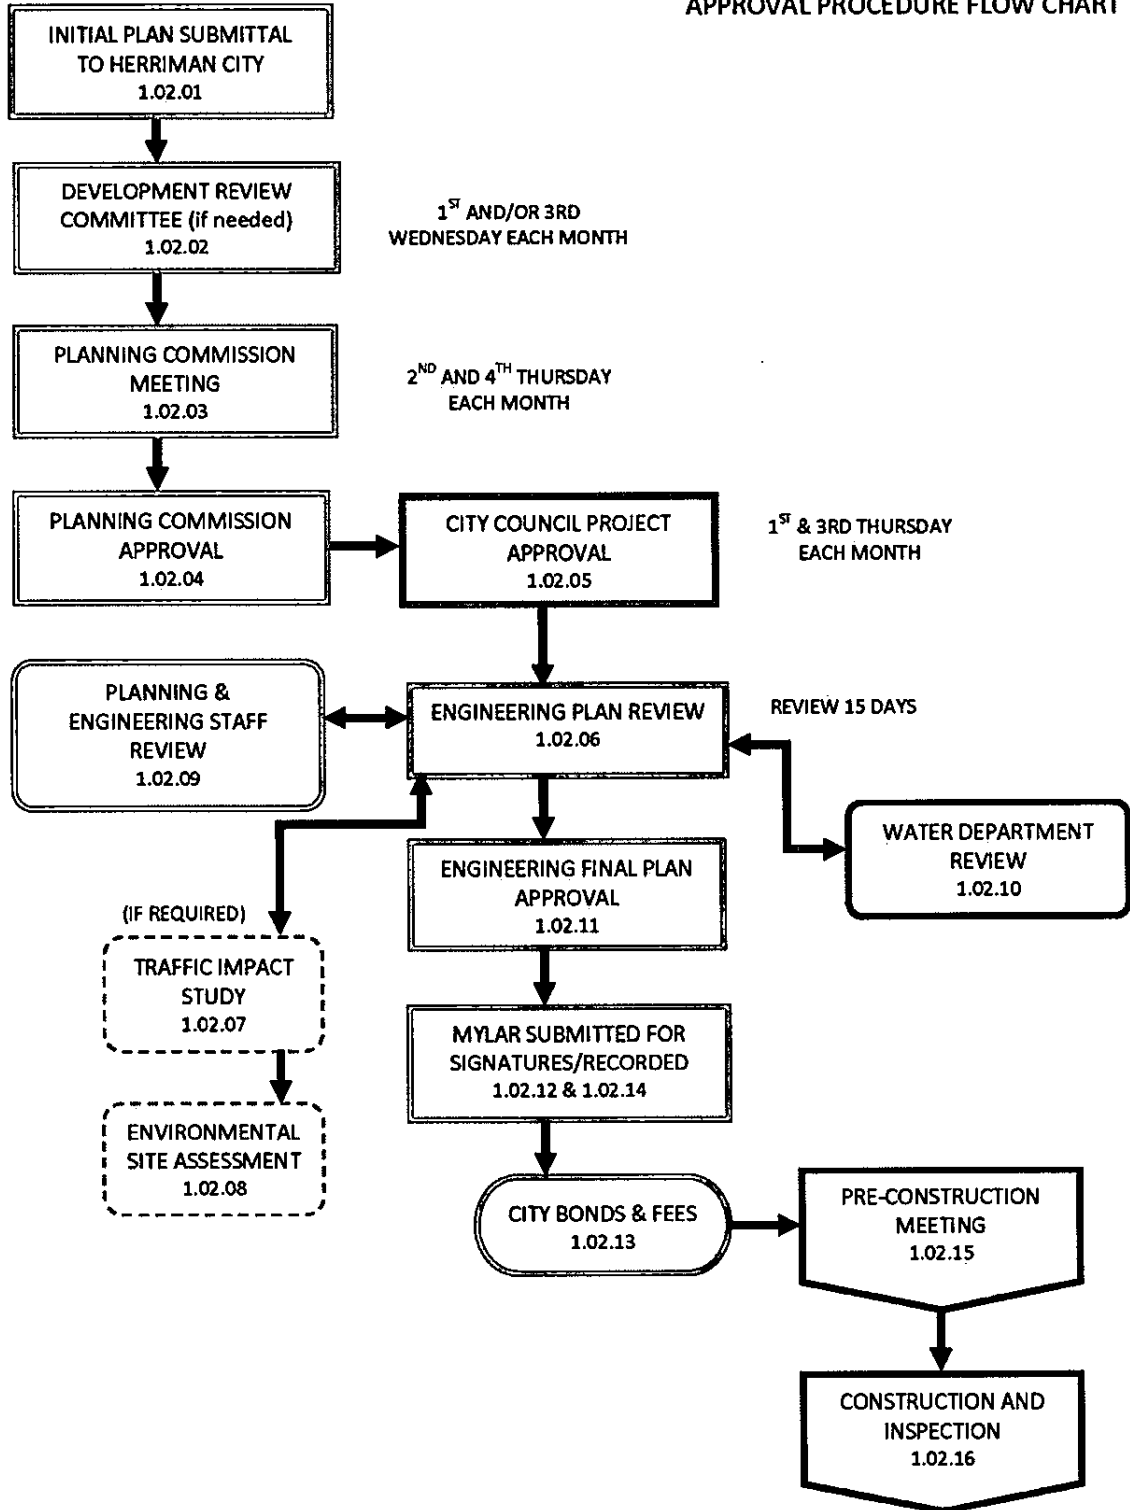 APPROVAL PROCEDURE FLOW CHART
INITIAL PLAN SUBMITTAL
TO HERRIMAN CITY
1.02.01
DEVELOPMENT REVIEW
COMMITTEE (if needed)
1.02.02
1ST AND/OR 3RD
WEDNESDAY EACH MONTH
PLANNING COMMISSION
MEETING
1.02.03
2ND AND 4TH THURSDAY
EACH MONTH
PLANNING COMMISSION
APPROVAL
1.02.04
CITY COUNCIL PROJECT
APPROVAL
1.02.05
1ST & 3RD THURSDAY
EACH MONTH
PLANNING &
ENGINEERING STAFF
REVIEW
1.02.09
ENGINEERING PLAN REVIEW
1.02.06
REVIEW 15 DAYS
WATER DEPARTMENT
REVIEW
1.02.10
ENGINEERING FINAL PLAN
APPROVAL
1.02.11
(IF REQUIRED)
TRAFFIC IMPACT
STUDY
1.02.07
MYLAR SUBMITTED FOR
SIGNATURES/RECORDED
1.02.12 & 1.02.14
ENVIRONMENTAL
SITE ASSESSMENT
1.02.08
CITY BONDS & FEES
1.02.13
PRE-CONSTRUCTION
MEETING
1.02.15
CONSTRUCTION AND
INSPECTION
1.02.16